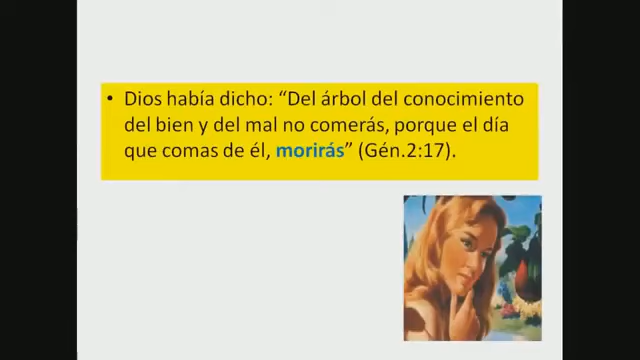 • Dios había dicho: “Del árbol del conocimiento
del bien y del mal no comerás, porque el día
que comas de él, morirás” (Gén.2:17).